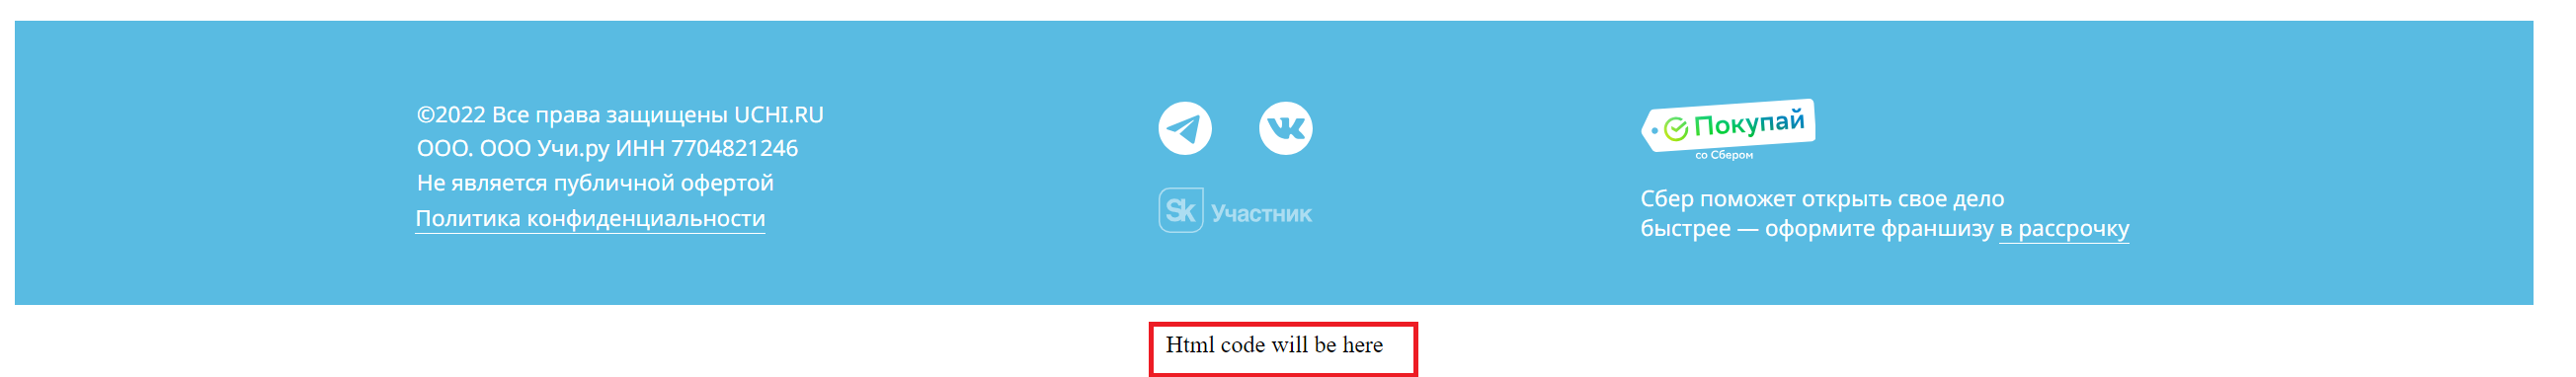 ©2022 Все права защищены UCHI.RU
ООО. ООО Учи.ру ИНН 7704821246
Не является публичной офертой
Политика конфиденциальности
Sk Участник
Покупай
со Сбером
Сбер поможет открыть свое дело
быстрее — оформите франшизу в рассрочку
Html code will be here